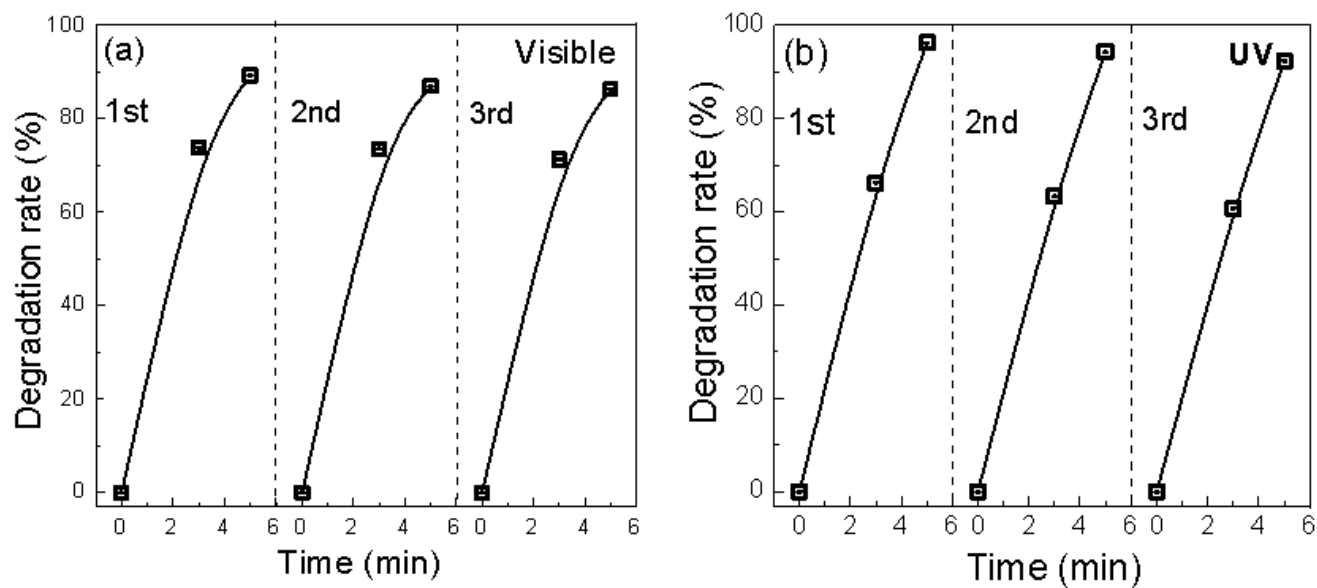 (a) Visible
1st 2nd 3rd
Degradation rate (%)
100
80
60
40
20
0
0 2 4 6 0 2 4 6 0 2 4 6
Time (min)
(b) UV
1st 2nd 3rd
Degradation rate (%)
100
80
60
40
20
0
0 2 4 6 0 2 4 6 0 2 4 6
Time (min)